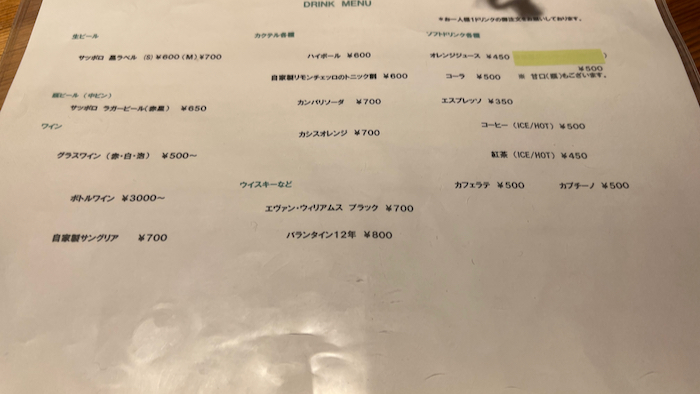 DRINK MENU
＊お一人様1ドリンクの御注文をお願いしております。
生ビール
サッポロ 黒ラベル (S)￥600 (M)￥700
瓶ビール (中ビン)
サッポロ ラガービール(赤星) ￥650
ワイン
グラスワイン (赤・白・泡) ￥500〜
ボトルワイン ￥3000〜
自家製サングリア ￥700
カクテル各種
ハイボール ￥600
自家製リモンチェッロのトニック割 ￥600
カンパリソーダ ￥700
カシスオレンジ ￥700
ウイスキーなど
エヴァン・ウィリアムス ブラック ￥700
バランタイン12年 ￥800
ソフトドリンク各種
オレンジジュース ￥450
)
￥500
コーラ ￥500 ※ 甘口(瓶)もございます。
エスプレッソ ￥350
コーヒー (ICE/HOT) ￥500
紅茶 (ICE/HOT) ￥450
カフェラテ ￥500 カプチーノ ￥500